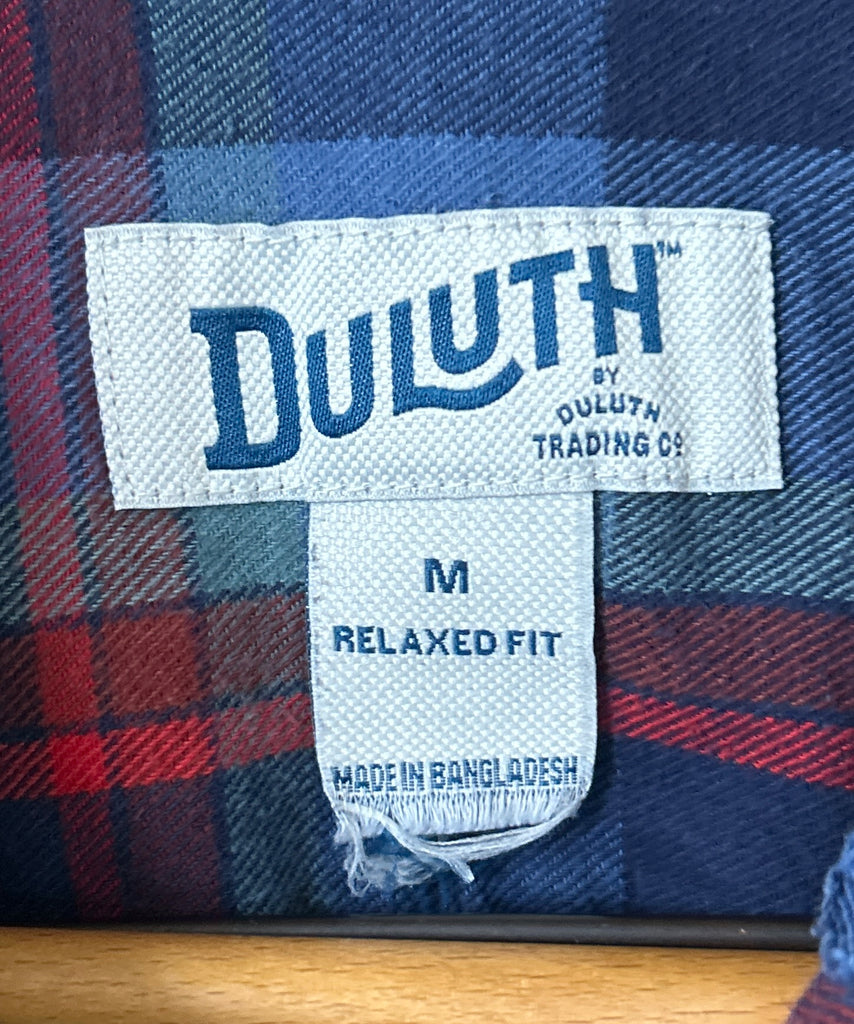 DULUTH™
BY
DULUTH
TRADING Cº
M
RELAXED FIT
MADE IN BANGLADESH